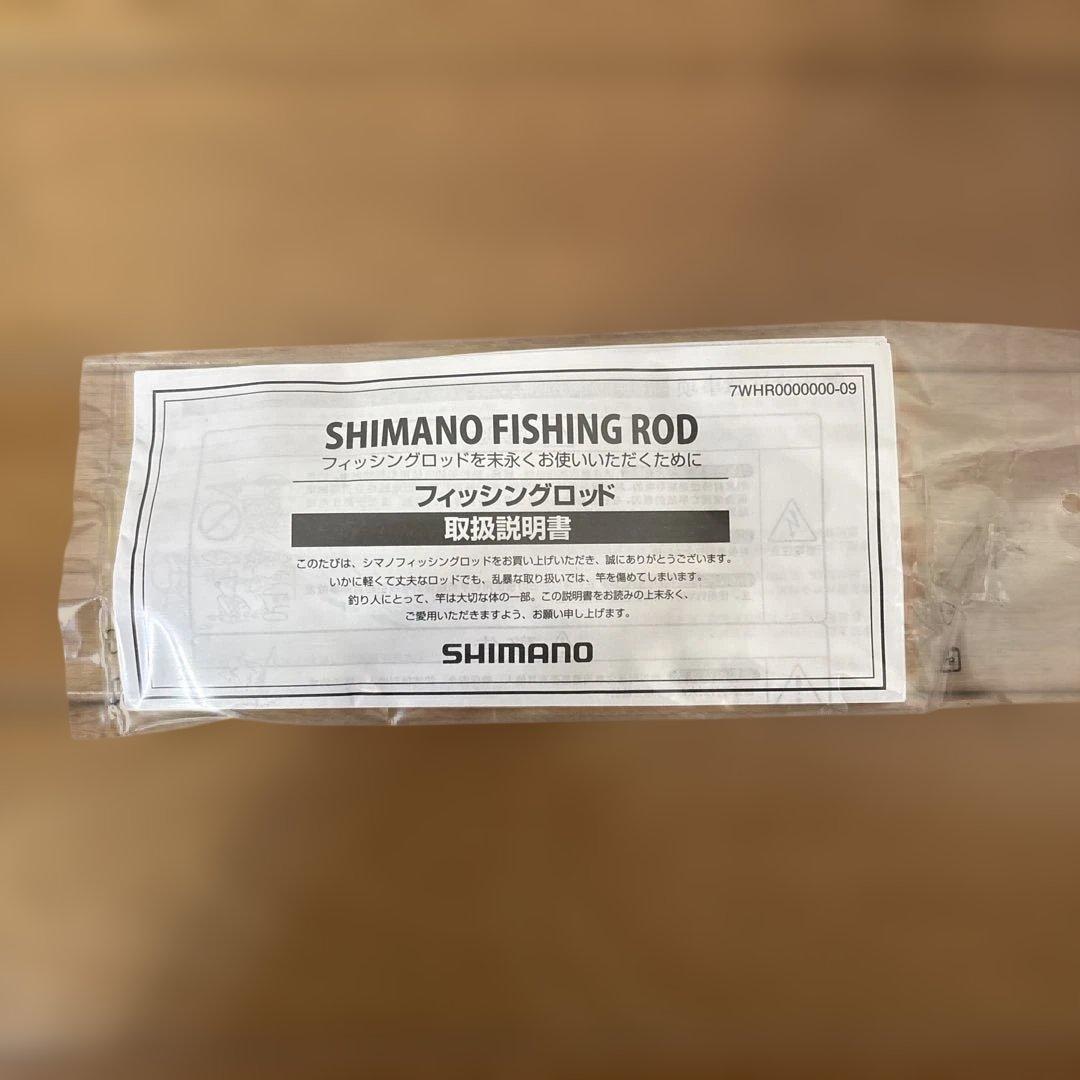 7WHR0000000-09
SHIMANO FISHING ROD
フィッシングロッドを末永くお使いいただくために
フィッシングロッド
取扱説明書
このたびは、シマノフィッシングロッドをお買い上げいただき、誠にありがとうございます。
いかに軽くて丈夫なロッドでも、乱暴な取り扱いでは、竿を傷めてしまいます。
釣り人にとって、竿は大切な体の一部。この説明書をお読みの上末永く、
ご愛用いただきますよう、お願い申し上げます。
SHIMANO